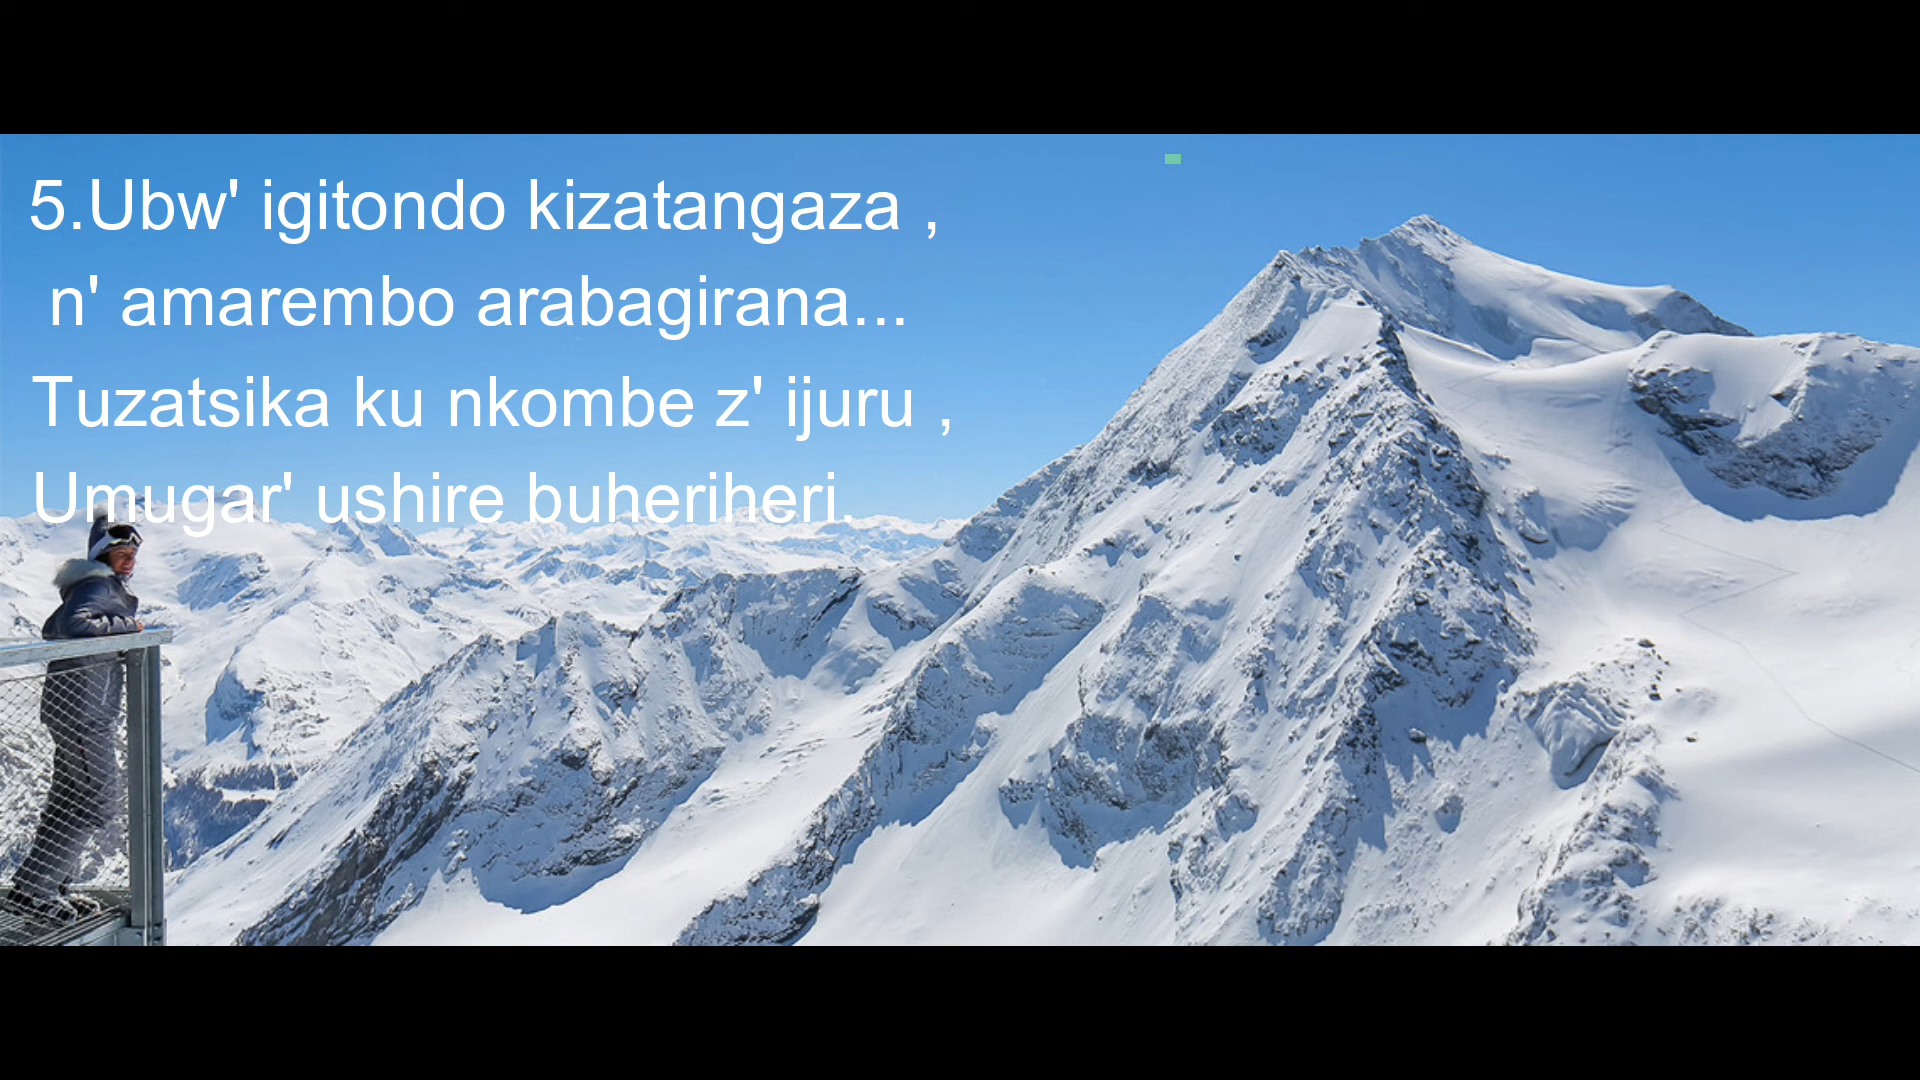 5.Ubw' igitondo kizatangaza ,
n' amarembo arabagirana...
Tuzatsika ku nkombe z' ijuru ,
Umugar' ushire buheriheri.